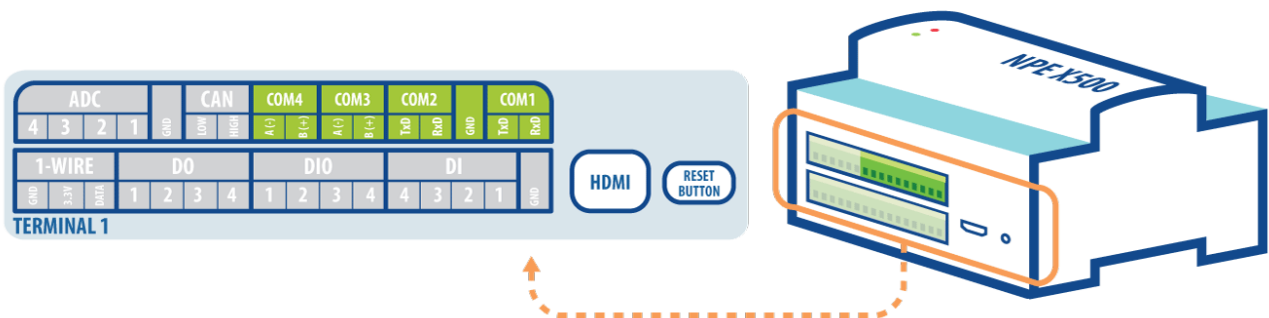 ADC CAN COM4 COM3 COM2 COM1
4 3 2 1 GND LOW HIGH A (-) B (+) A (-) B (+) TxD RxD GND TxD RxD
1-WIRE DO DIO DI
GND 3.3V DATA 1 2 3 4 1 2 3 4 4 3 2 1 GND
TERMINAL 1
HDMI
RESET
BUTTON
NPE X500